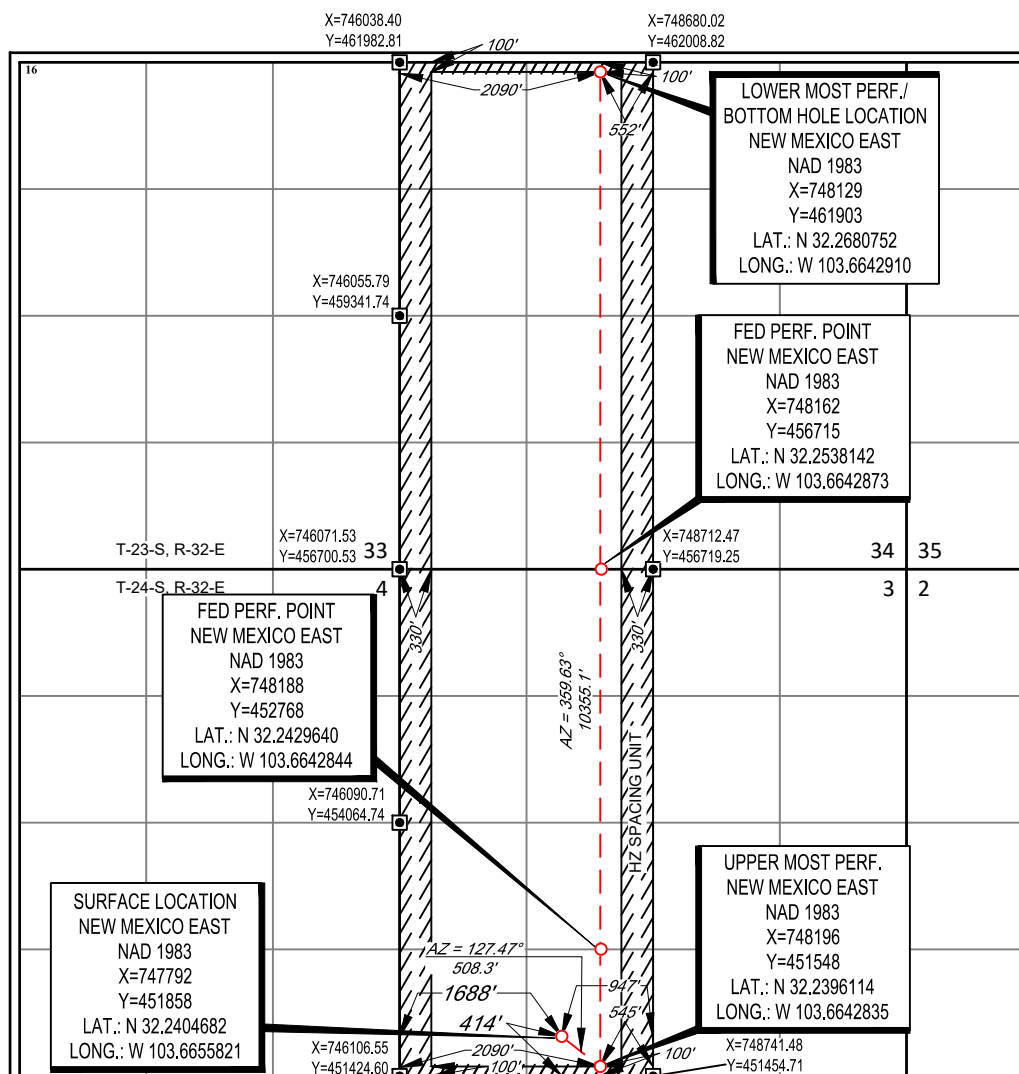 X=746038.40
Y=461982.81
X=748680.02
Y=462008.82
16
100'
2090'
100'
552'
LOWER MOST PERF./
BOTTOM HOLE LOCATION
NEW MEXICO EAST
NAD 1983
X=748129
Y=461903
LAT.: N 32.2680752
LONG.: W 103.6642910
X=746055.79
Y=459341.74
FED PERF. POINT
NEW MEXICO EAST
NAD 1983
X=748162
Y=456715
LAT.: N 32.2538142
LONG.: W 103.6642873
X=746071.53
Y=456700.53
X=748712.47
Y=456719.25
T-23-S, R-32-E
33
34
35
T-24-S, R-32-E
4
3
2
330'
330'
FED PERF. POINT
NEW MEXICO EAST
NAD 1983
X=748188
Y=452768
LAT.: N 32.2429640
LONG.: W 103.6642844
AZ = 359.63°
10355.1'
HZ SPACING UNIT
X=746090.71
Y=454064.74
UPPER MOST PERF.
NEW MEXICO EAST
NAD 1983
X=748196
Y=451548
LAT.: N 32.2396114
LONG.: W 103.6642835
SURFACE LOCATION
NEW MEXICO EAST
NAD 1983
X=747792
Y=451858
LAT.: N 32.2404682
LONG.: W 103.6655821
AZ = 127.47°
508.3'
1688'
947'
414'
545'
2090'
100'
100'
X=746106.55
Y=451424.60
X=748741.48
Y=451454.71